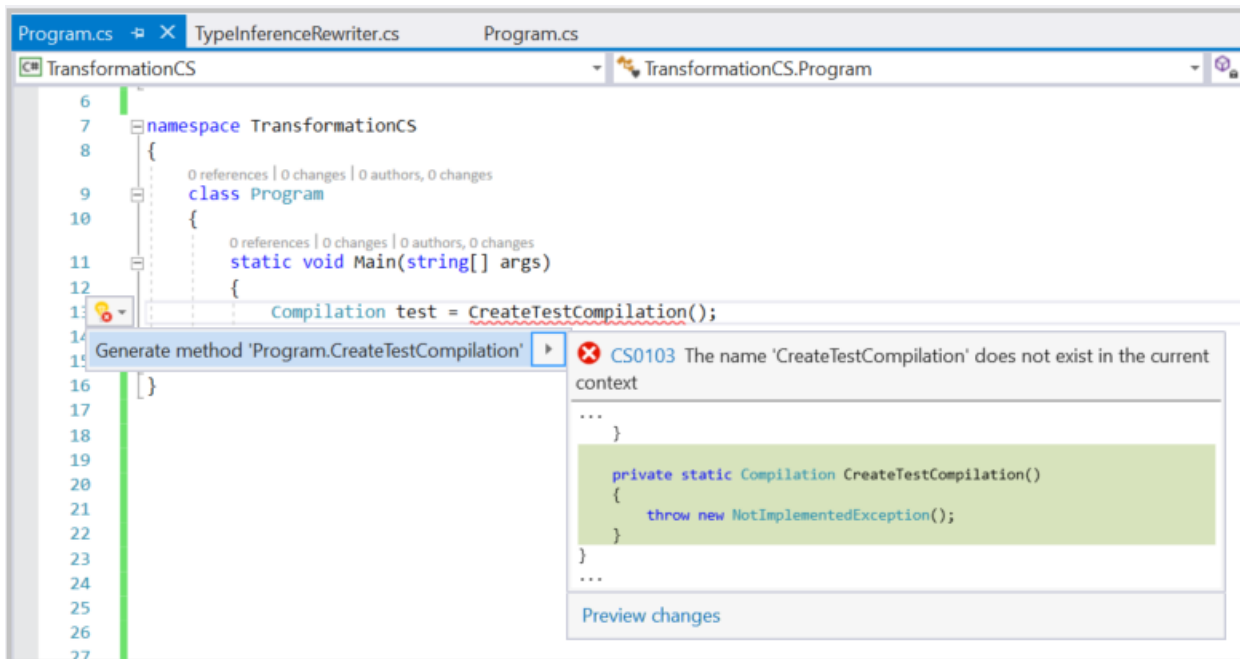 Program.cs TypeInferenceRewriter.cs Program.cs
C# TransformationCS TransformationCS.Program
6
7 namespace TransformationCS
8 {
0 references | 0 changes | 0 authors, 0 changes
9 class Program
10 {
0 references | 0 changes | 0 authors, 0 changes
11 static void Main(string[] args)
12 {
13 Compilation test = CreateTestCompilation();
14
Generate method 'Program.CreateTestCompilation'
15
16 }
17
18
19
20
21
22
23
24
25
26
27
CS0103 The name 'CreateTestCompilation' does not exist in the current
context
...
}
private static Compilation CreateTestCompilation()
{
throw new NotImplementedException();
}
}
...
Preview changes